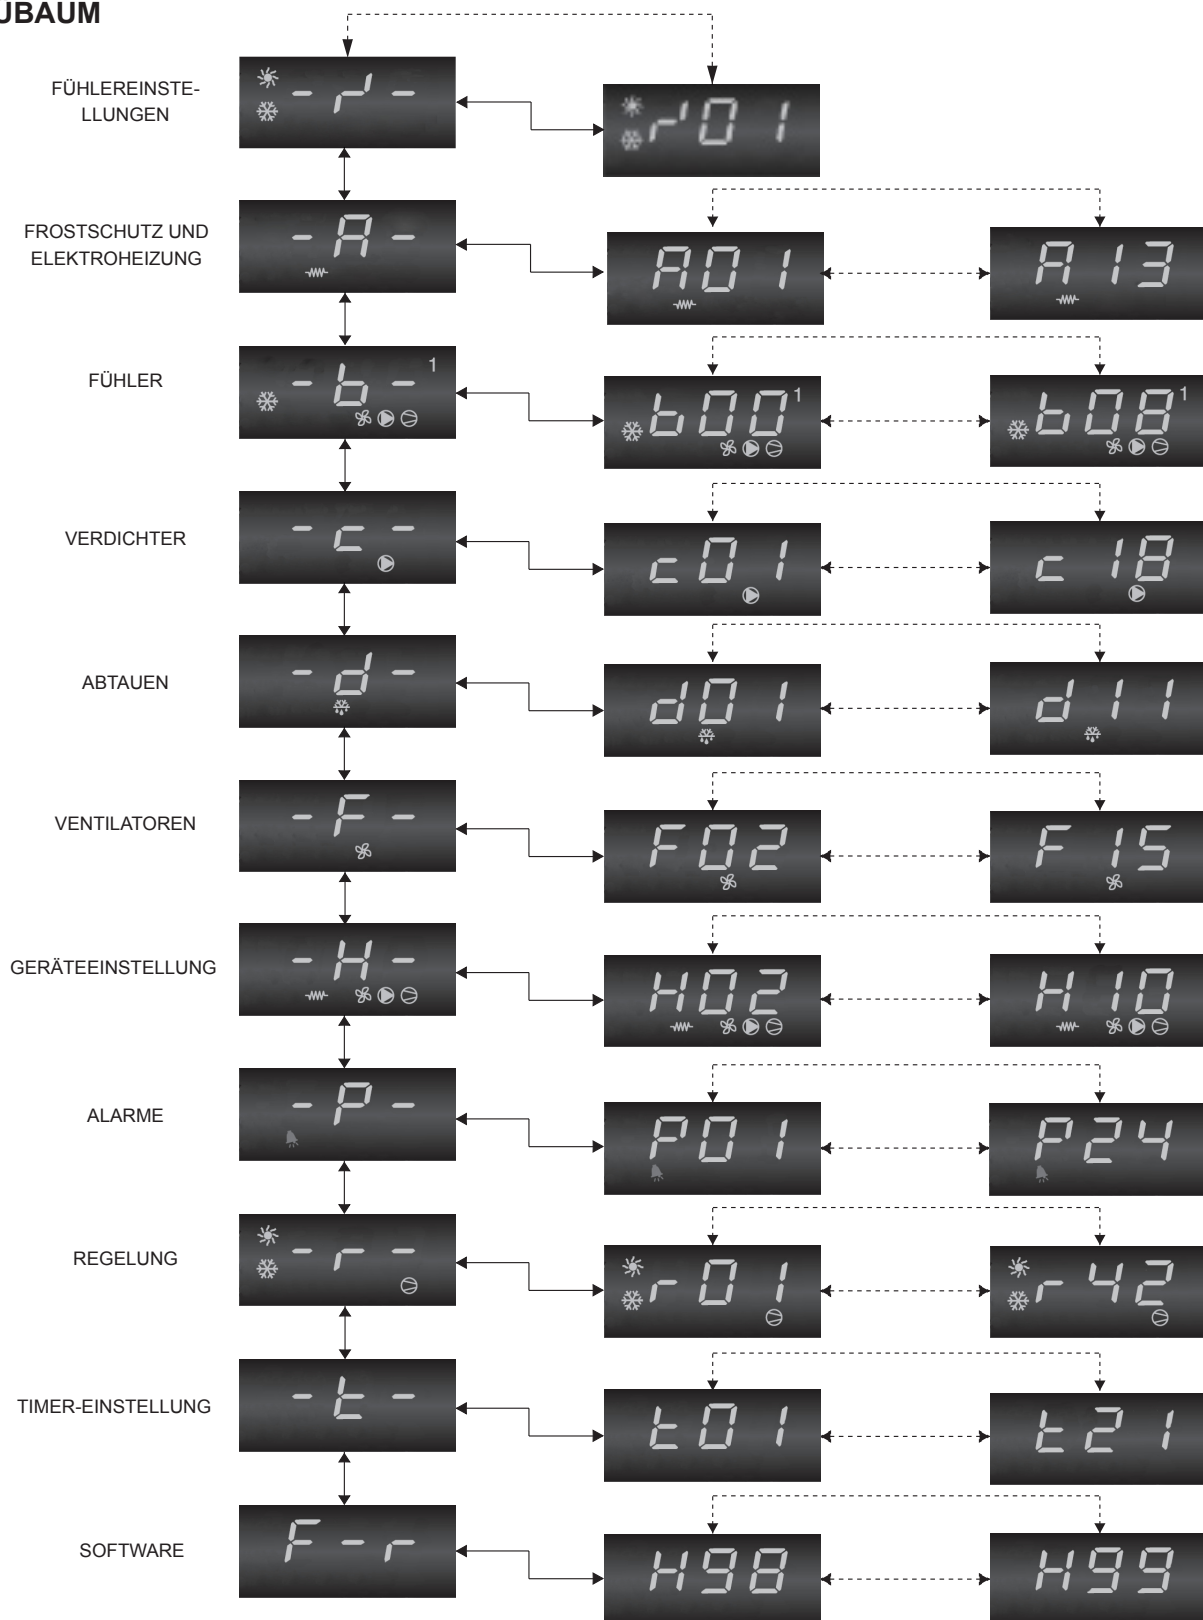 UBAUM
FÜHLEREINSTE-
LLUNGEN
- r' -
r'01
FROSTSCHUTZ UND
ELEKTROHEIZUNG
-A-
A01
A13
FÜHLER
-b- 1
b00 1
b08 1
VERDICHTER
-c-
c01
c18
ABTAUEN
-d-
d01
d11
VENTILATOREN
-F-
F02
F15
GERÄTEEINSTELLUNG
-H-
H02
H10
ALARME
-P-
P01
P24
REGELUNG
-r-
r01
r42
TIMER-EINSTELLUNG
-t-
t01
t21
SOFTWARE
F-r
H98
H99